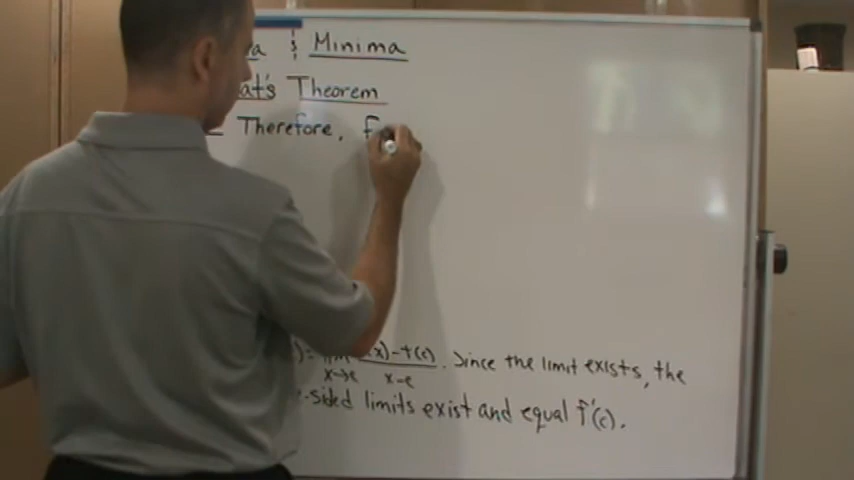 a & Minima
at's Theorem
Therefore, f
)= lim (x)-f(c) . Since the limit exists, the
x→c x-c
-sided limits exist and equal f'(c).